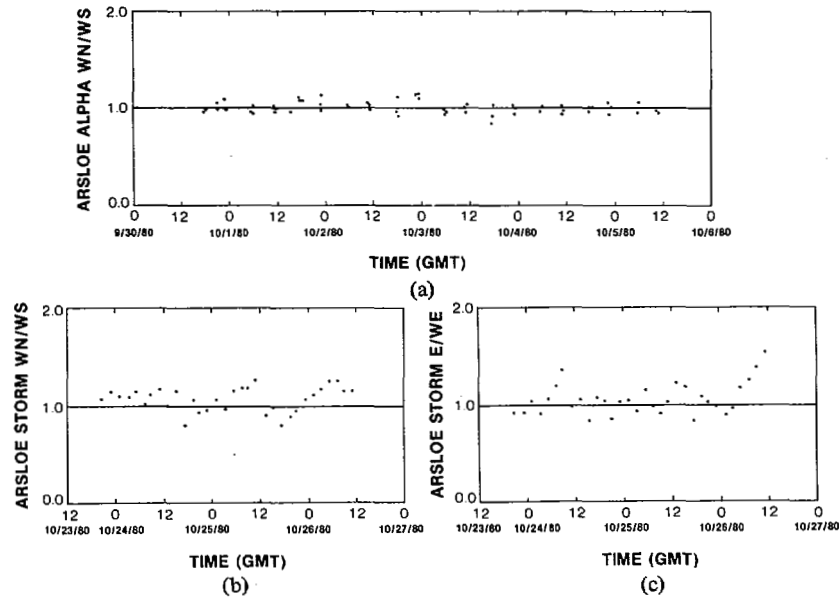 ARSLOE ALPHA WN/WS
2.0
1.0
0.0
0 12 0 12 0 12 0 12 0 12 0 12 0
9/30/80 10/1/80 10/2/80 10/3/80 10/4/80 10/5/80 10/6/80
TIME (GMT)
(a)
ARSLOE STORM WN/WS
2.0
1.0
0.0
12 0 12 0 12 0 12 0
10/23/80 10/24/80 10/25/80 10/26/80 10/27/80
TIME (GMT)
(b)
ARSLOE STORM E/WE
2.0
1.0
0.0
12 0 12 0 12 0 12 0
10/23/80 10/24/80 10/25/80 10/26/80 10/27/80
TIME (GMT)
(c)